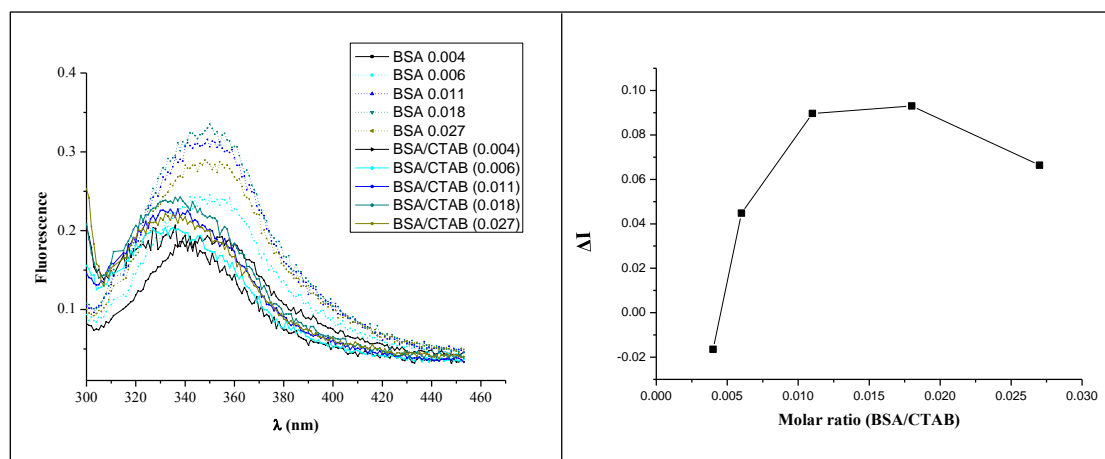 BSA 0.004
BSA 0.006
BSA 0.011
BSA 0.018
BSA 0.027
BSA/CTAB (0.004)
BSA/CTAB (0.006)
BSA/CTAB (0.011)
BSA/CTAB (0.018)
BSA/CTAB (0.027)
0.4
0.3
0.2
0.1
Fluorescence
300 320 340 360 380 400 420 440 460
λ (nm)
0.10
0.08
0.06
0.04
0.02
0.00
-0.02
ΔI
0.000 0.005 0.010 0.015 0.020 0.025 0.030
Molar ratio (BSA/CTAB)